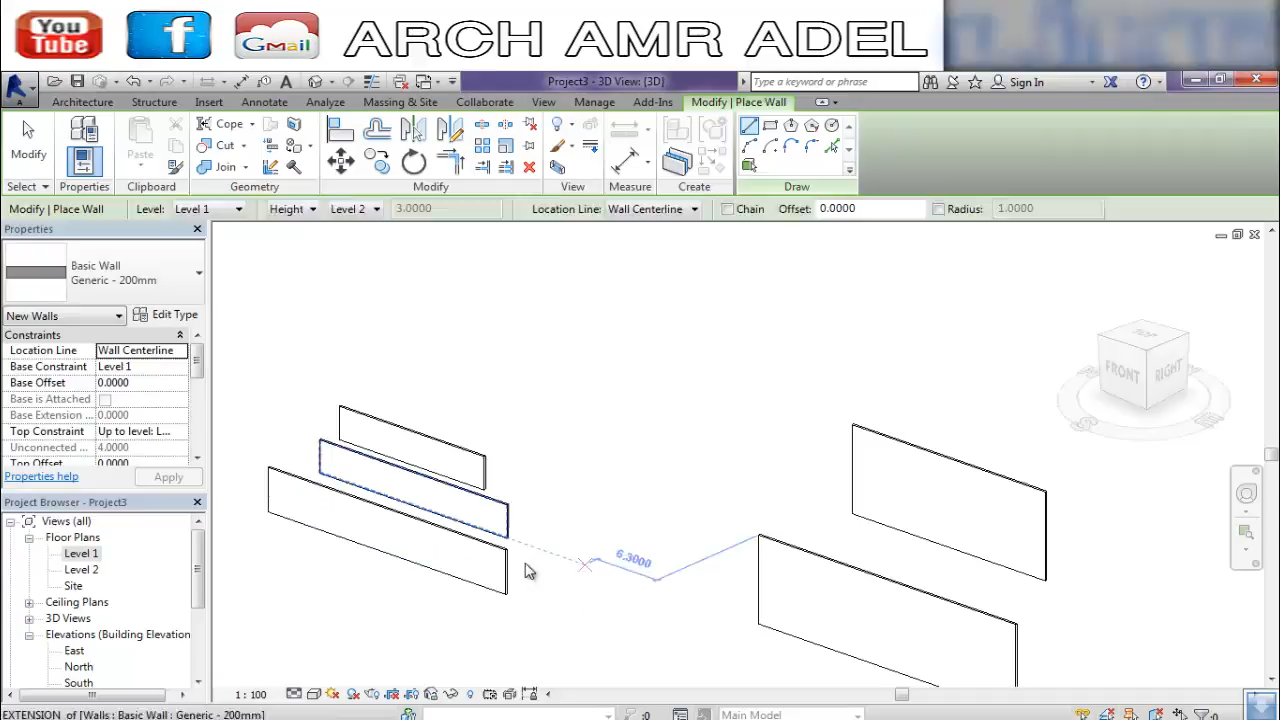 You Tube
f
Gmail
ARCH AMR ADEL
A
Project3 - 3D View: {3D}
Type a keyword or phrase
Sign In
Architecture Structure Insert Annotate Analyze Massing & Site Collaborate View Manage Add-Ins Modify | Place Wall
Modify
Paste
Cope
Cut
Join
Select Properties Clipboard Geometry Modify View Measure Create Draw
Modify | Place Wall Level: Level 1 Height Level 2 3.0000 Location Line: Wall Centerline Chain Offset: 0.0000 Radius: 1.0000
Properties
Basic Wall
Generic - 200mm
New Walls Edit Type
Constraints
Location Line Wall Centerline
Base Constraint Level 1
Base Offset 0.0000
Base is Attached
Base Extension ... 0.0000
Top Constraint Up to level: L...
Unconnected ... 4.0000
Top Offset 0.0000
Properties help Apply
Project Browser - Project3
Views (all)
Floor Plans
Level 1
Level 2
Site
Ceiling Plans
3D Views
Elevations (Building Elevation
East
North
South
6.3000
TOP
FRONT
RIGHT
1 : 100
EXTENSION of [Walls : Basic Wall : Generic - 200mm]
:0
Main Model